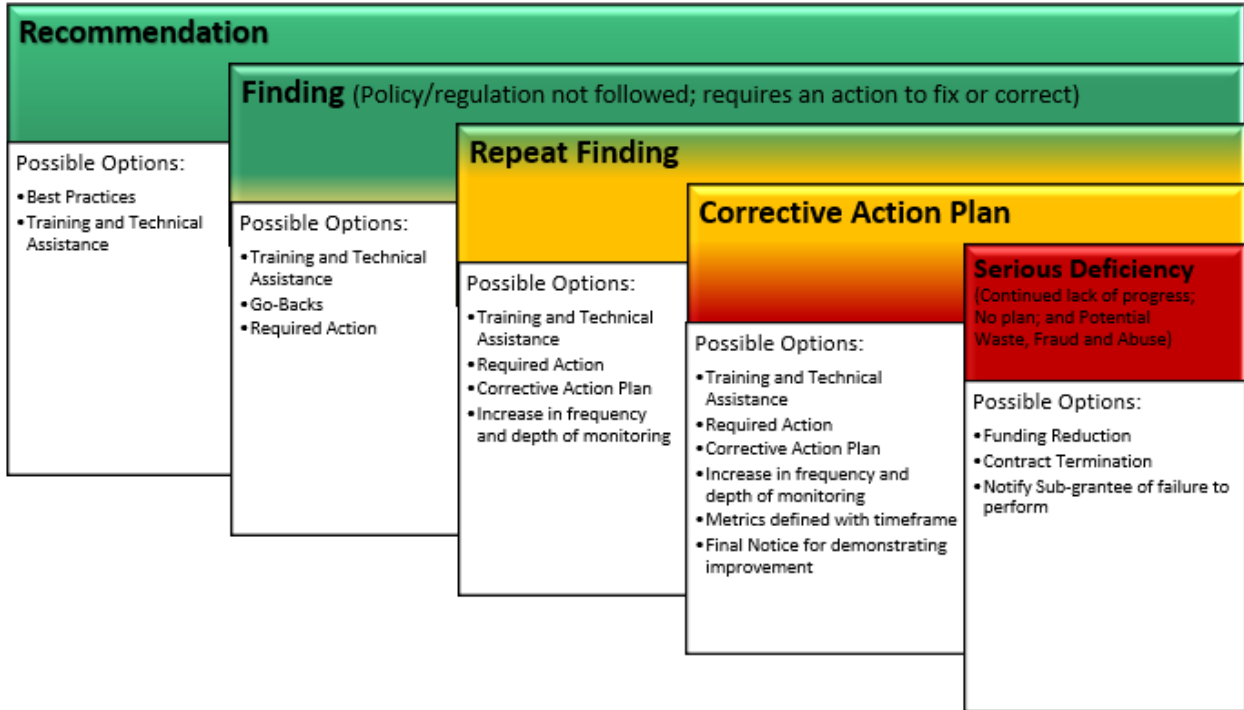 Recommendation
Possible Options:
•Best Practices
•Training and Technical
Assistance
Finding (Policy/regulation not followed; requires an action to fix or correct)
Possible Options:
•Training and Technical
Assistance
•Go-Backs
•Required Action
Repeat Finding
Possible Options:
•Training and Technical
Assistance
•Required Action
•Corrective Action Plan
•Increase in frequency
and depth of monitoring
Corrective Action Plan
Possible Options:
•Training and Technical
Assistance
•Required Action
•Corrective Action Plan
•Increase in frequency and
depth of monitoring
•Metrics defined with timeframe
•Final Notice for demonstrating
improvement
Serious Deficiency
(Continued lack of progress;
No plan; and Potential
Waste, Fraud and Abuse)
Possible Options:
•Funding Reduction
•Contract Termination
•Notify Sub-grantee of failure to
perform